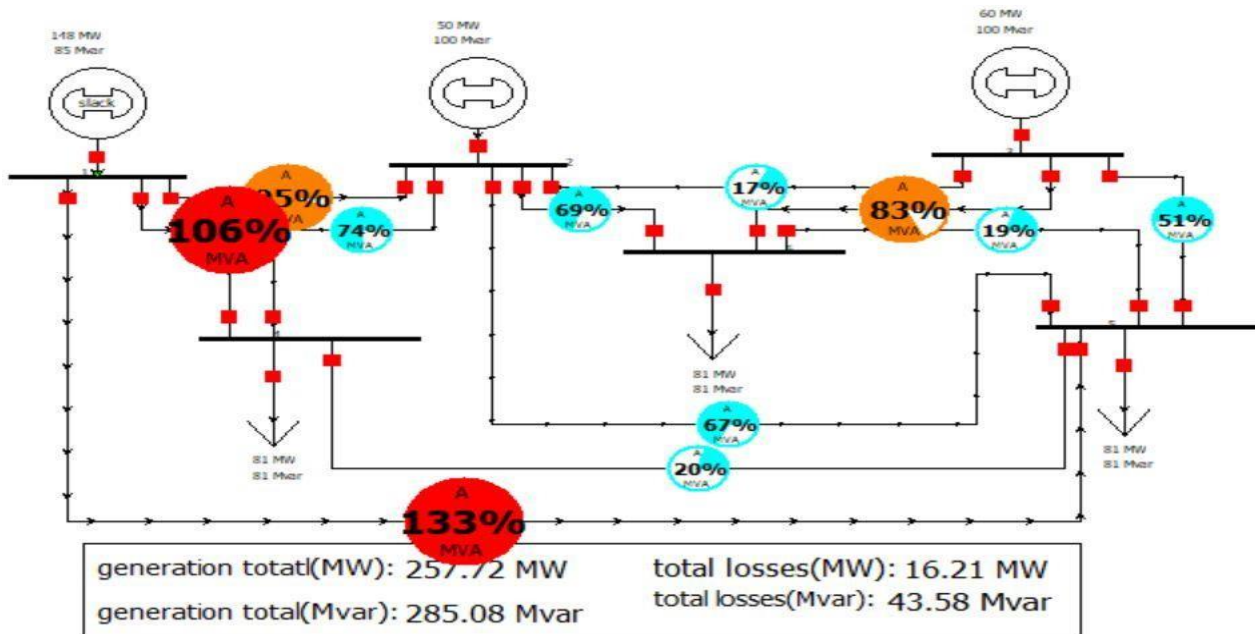 148 MW
85 Mvar
50 MW
100 Mvar
60 MW
100 Mvar
slack
1
2
3
A
MVA
A
106%
MVA
A
74%
MVA
A
69%
MVA
A
17%
MVA
A
83%
MVA
A
19%
MVA
A
51%
MVA
4
5
81 MW
81 Mvar
81 MW
81 Mvar
81 MW
81 Mvar
A
67%
MVA
A
20%
MVA
A
133%
MVA
generation totatl(MW): 257.72 MW
total losses(MW): 16.21 MW
generation total(Mvar): 285.08 Mvar
total losses(Mvar): 43.58 Mvar